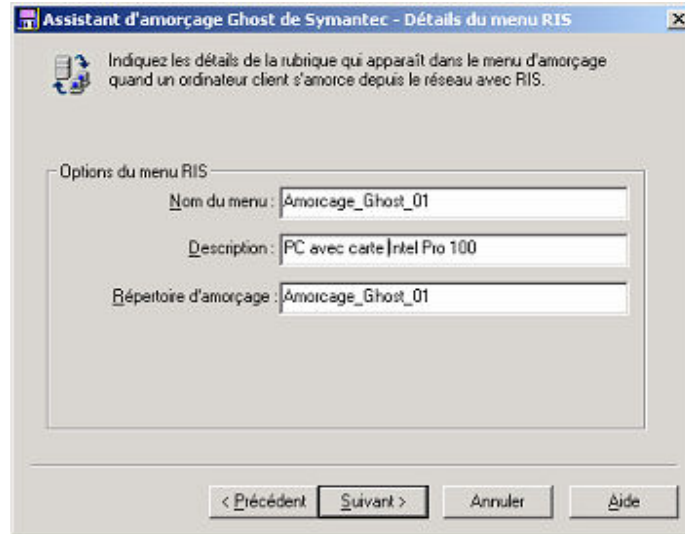 Assistant d'amorçage Ghost de Symantec - Détails du menu RIS
Indiquez les détails de la rubrique qui apparaît dans le menu d'amorçage
quand un ordinateur client s'amorce depuis le réseau avec RIS.
Options du menu RIS
Nom du menu : Amorcage_Ghost_01
Description : PC avec carte Intel Pro 100
Répertoire d'amorçage : Amorcage_Ghost_01
< Précédent Suivant > Annuler Aide